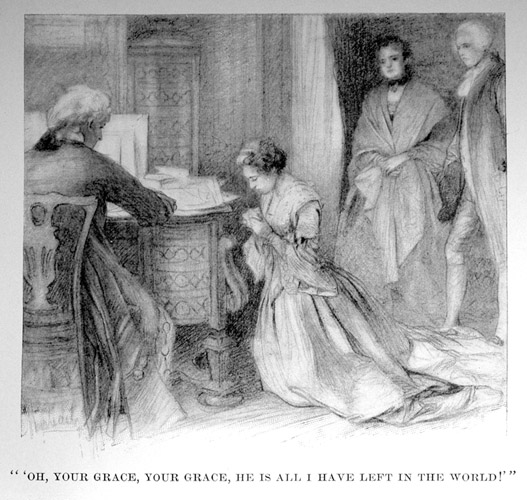 “ ‘OH, YOUR GRACE, YOUR GRACE, HE IS ALL I HAVE LEFT IN THE WORLD!’ ”